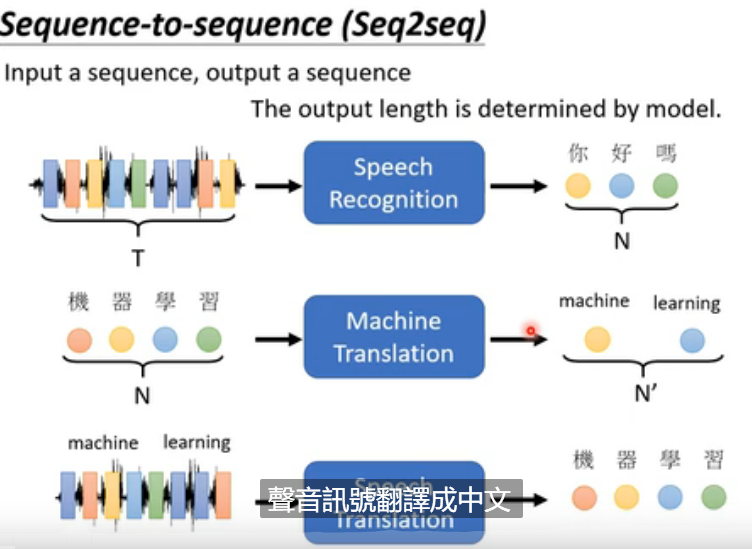 Sequence-to-sequence (Seq2seq)
Input a sequence, output a sequence
The output length is determined by model.
你 好 嗎
Speech
Recognition
T
N
機 器 學 習
machine learning
Machine
Translation
N
N'
machine learning
機 器 學 習
Speech
Translation
聲音訊號翻譯成中文